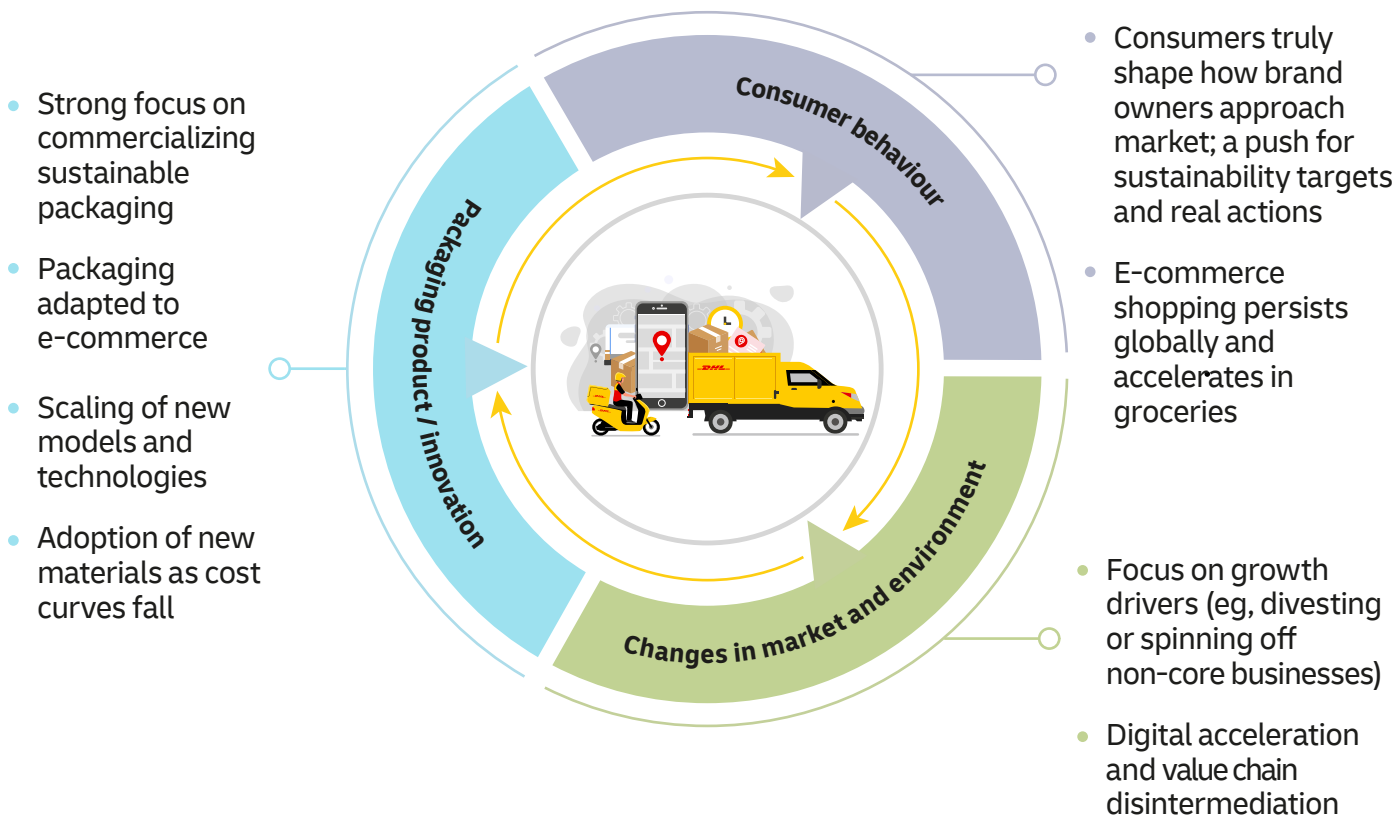 Strong focus on
commercializing
sustainable
packaging
Packaging
adapted to
e-commerce
Scaling of new
models and
technologies
Adoption of new
materials as cost
curves fall
Packaging product / innovation
Consumer behaviour
Changes in market and environment
DHL
Consumers truly
shape how brand
owners approach
market; a push for
sustainability targets
and real actions
E-commerce
shopping persists
globally and
accelerates in
groceries
Focus on growth
drivers (eg, divesting
or spinning off
non-core businesses)
Digital acceleration
and value chain
disintermediation